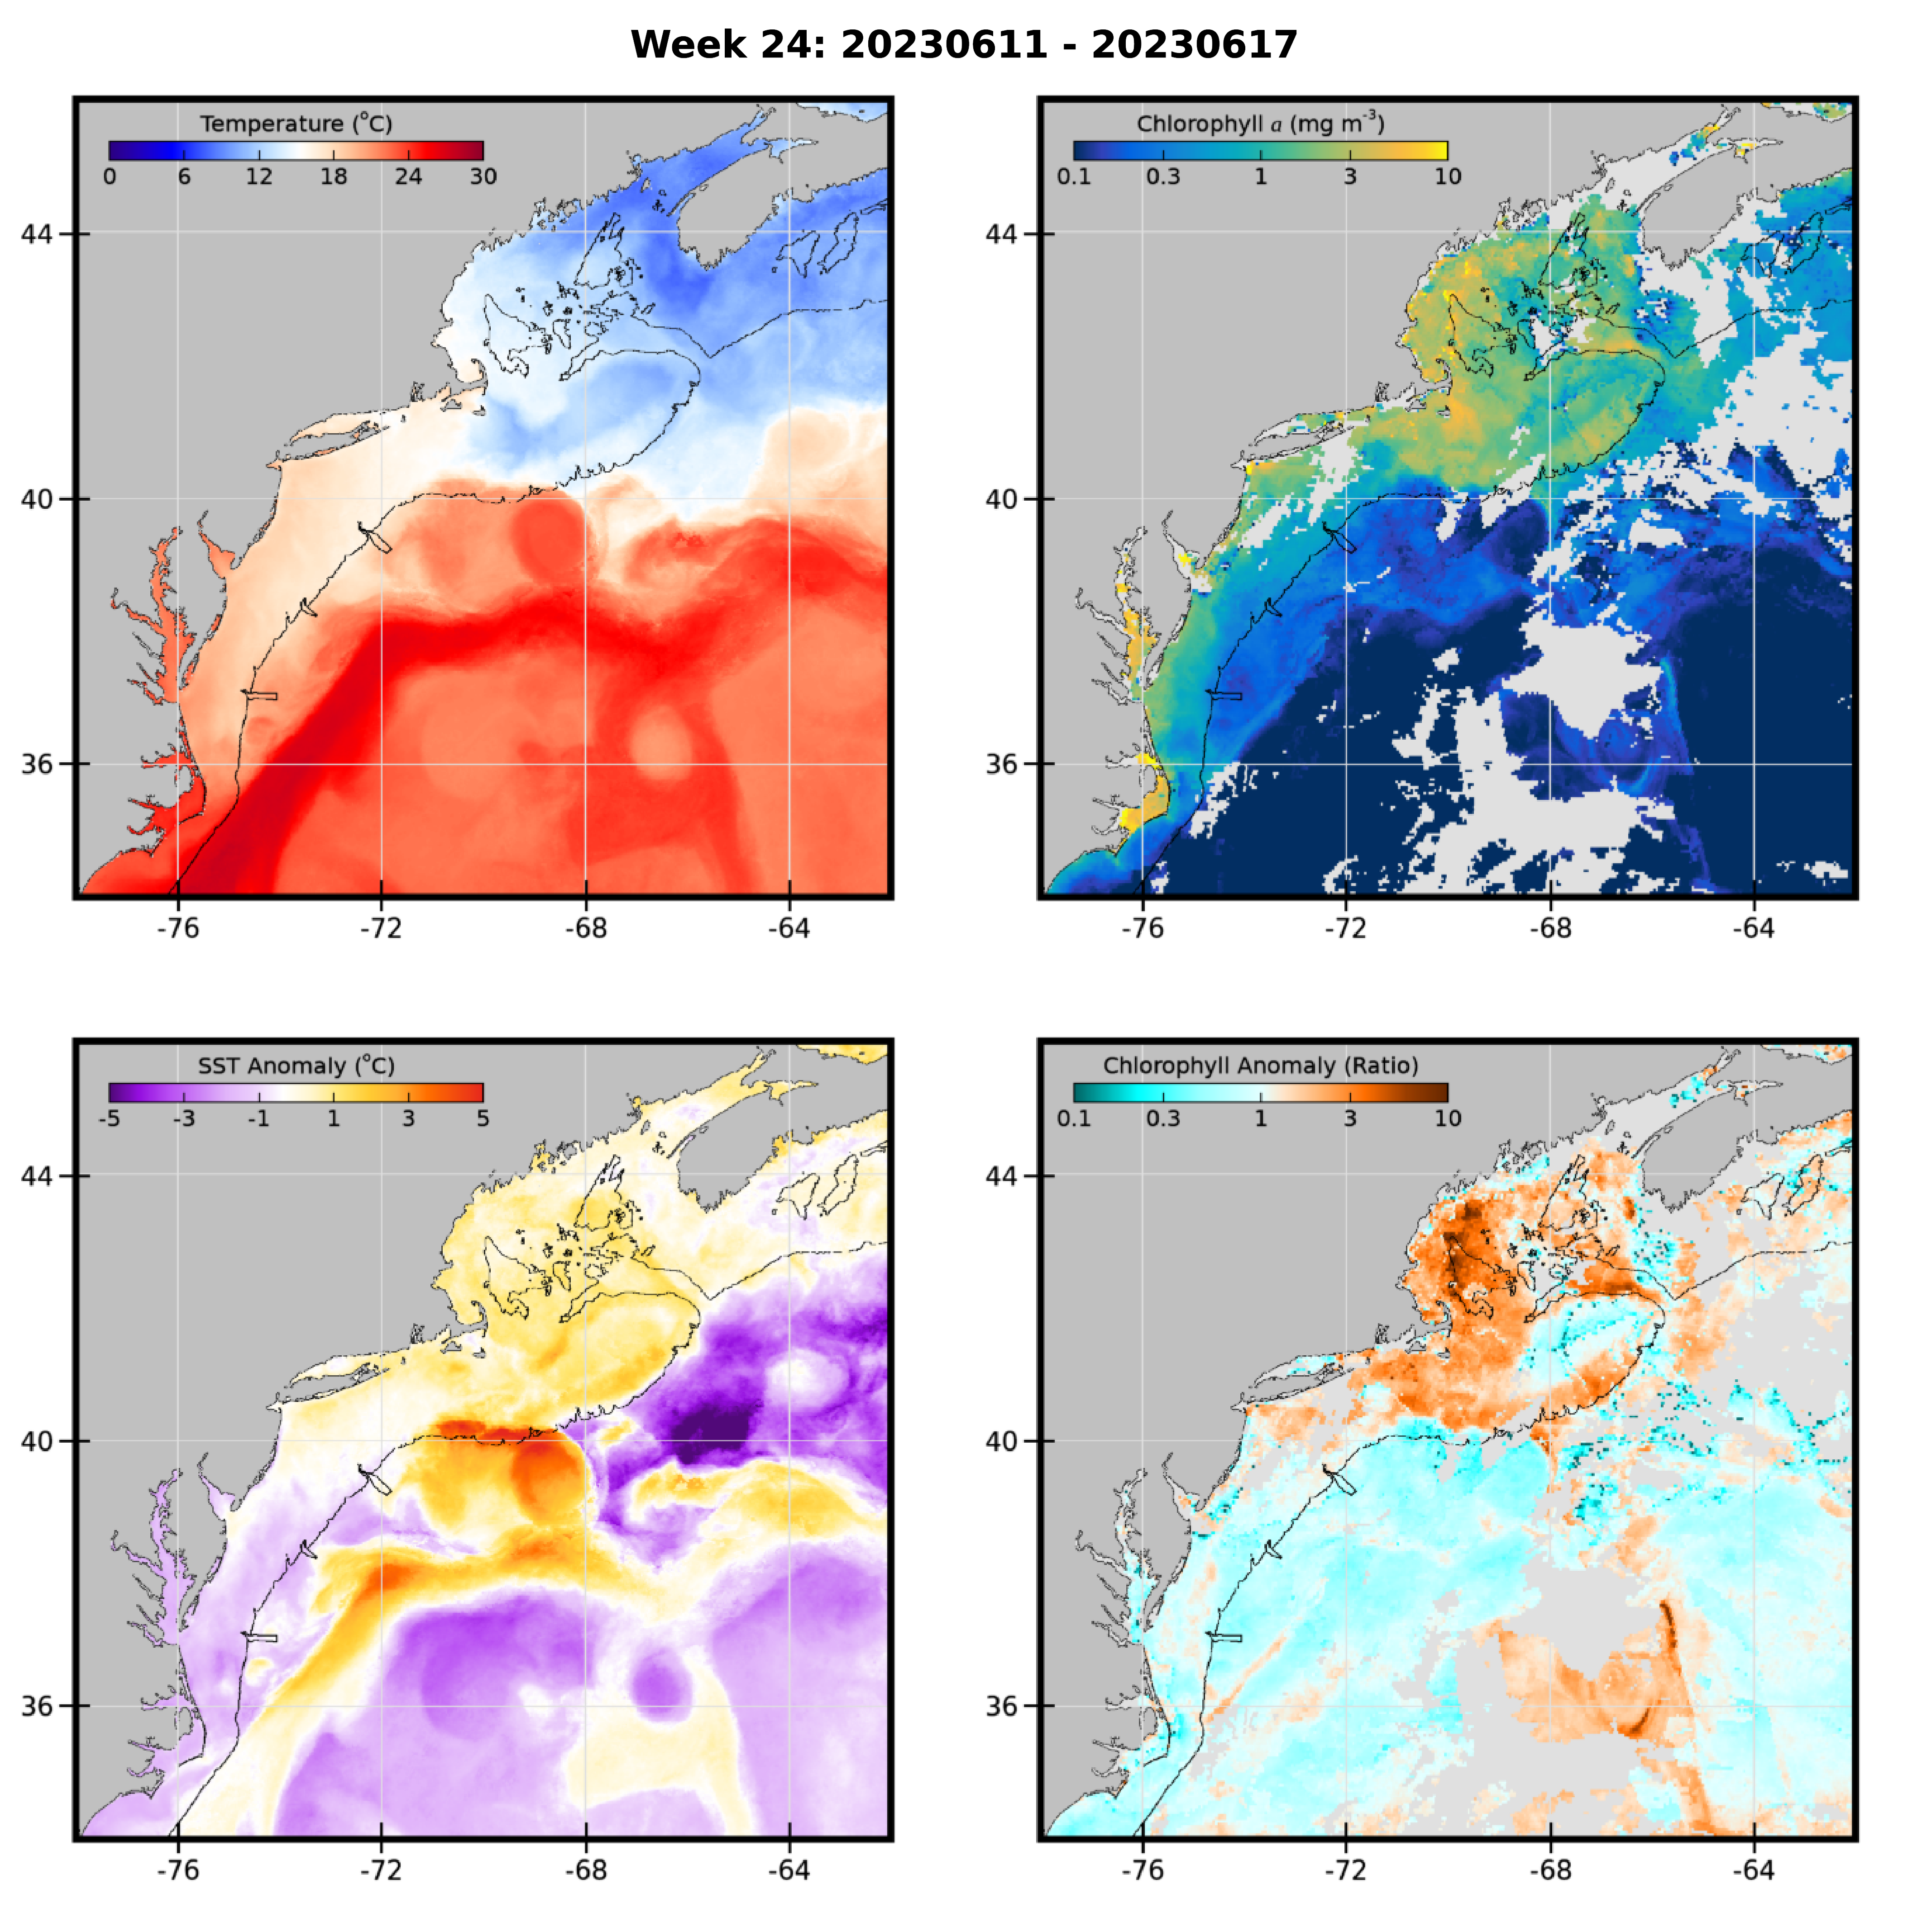 Week 24: 20230611 - 20230617
Temperature (°C)
0 6 12 18 24 30
44
40
36
-76 -72 -68 -64
Chlorophyll a (mg m⁻³)
0.1 0.3 1 3 10
44
40
36
-76 -72 -68 -64
SST Anomaly (°C)
-5 -3 -1 1 3 5
44
40
36
-76 -72 -68 -64
Chlorophyll Anomaly (Ratio)
0.1 0.3 1 3 10
44
40
36
-76 -72 -68 -64